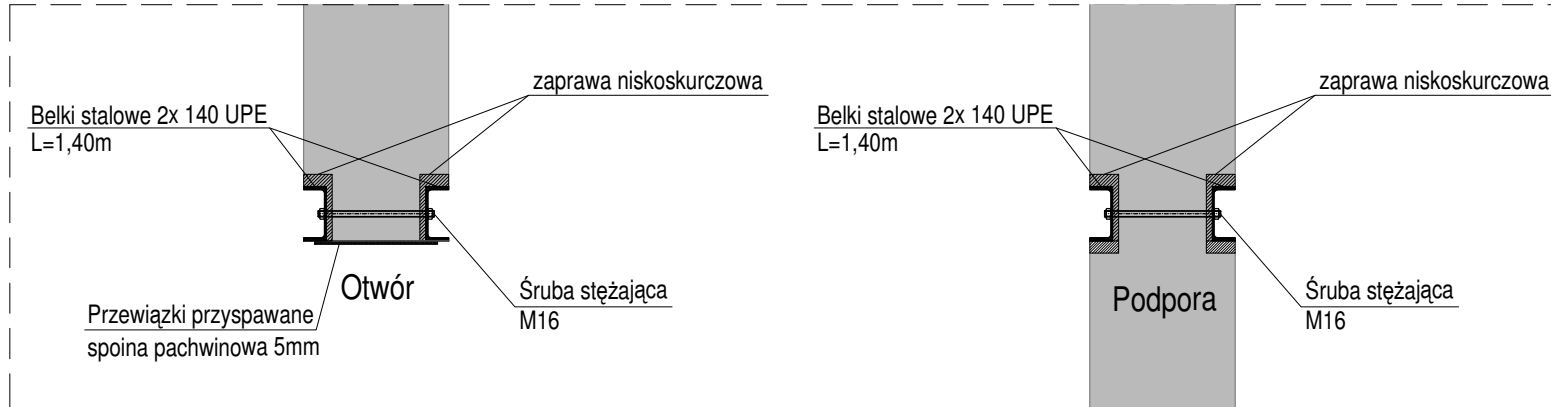 zaprawa niskoskurczowa
Belki stalowe 2x 140 UPE
L=1,40m
Otwór
Śruba stężająca
M16
Przewiązki przyspawane
spoina pachwinowa 5mm
zaprawa niskoskurczowa
Belki stalowe 2x 140 UPE
L=1,40m
Podpora
Śruba stężająca
M16